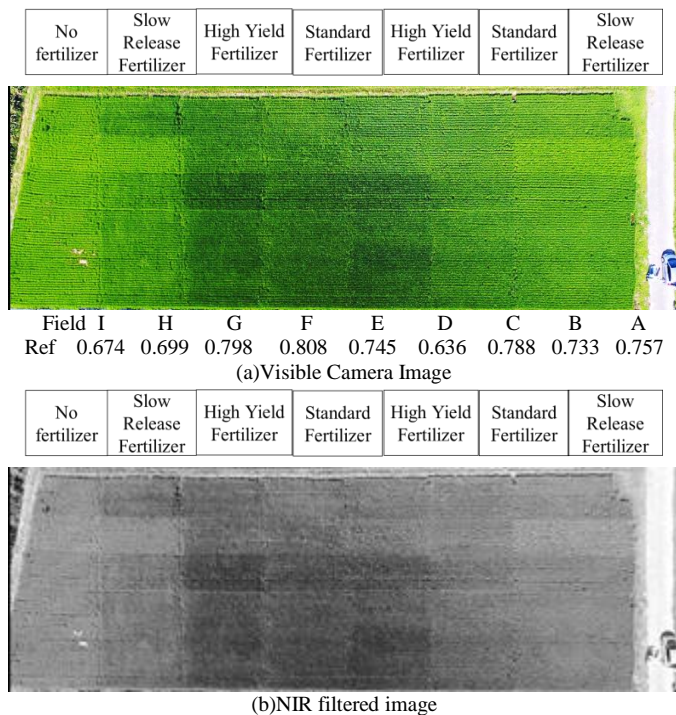 No
fertilizer
Slow
Release
Fertilizer
High Yield
Fertilizer
Standard
Fertilizer
High Yield
Fertilizer
Standard
Fertilizer
Slow
Release
Fertilizer
Field I H G F E D C B A
Ref 0.674 0.699 0.798 0.808 0.745 0.636 0.788 0.733 0.757
(a)Visible Camera Image
No
fertilizer
Slow
Release
Fertilizer
High Yield
Fertilizer
Standard
Fertilizer
High Yield
Fertilizer
Standard
Fertilizer
Slow
Release
Fertilizer
(b)NIR filtered image